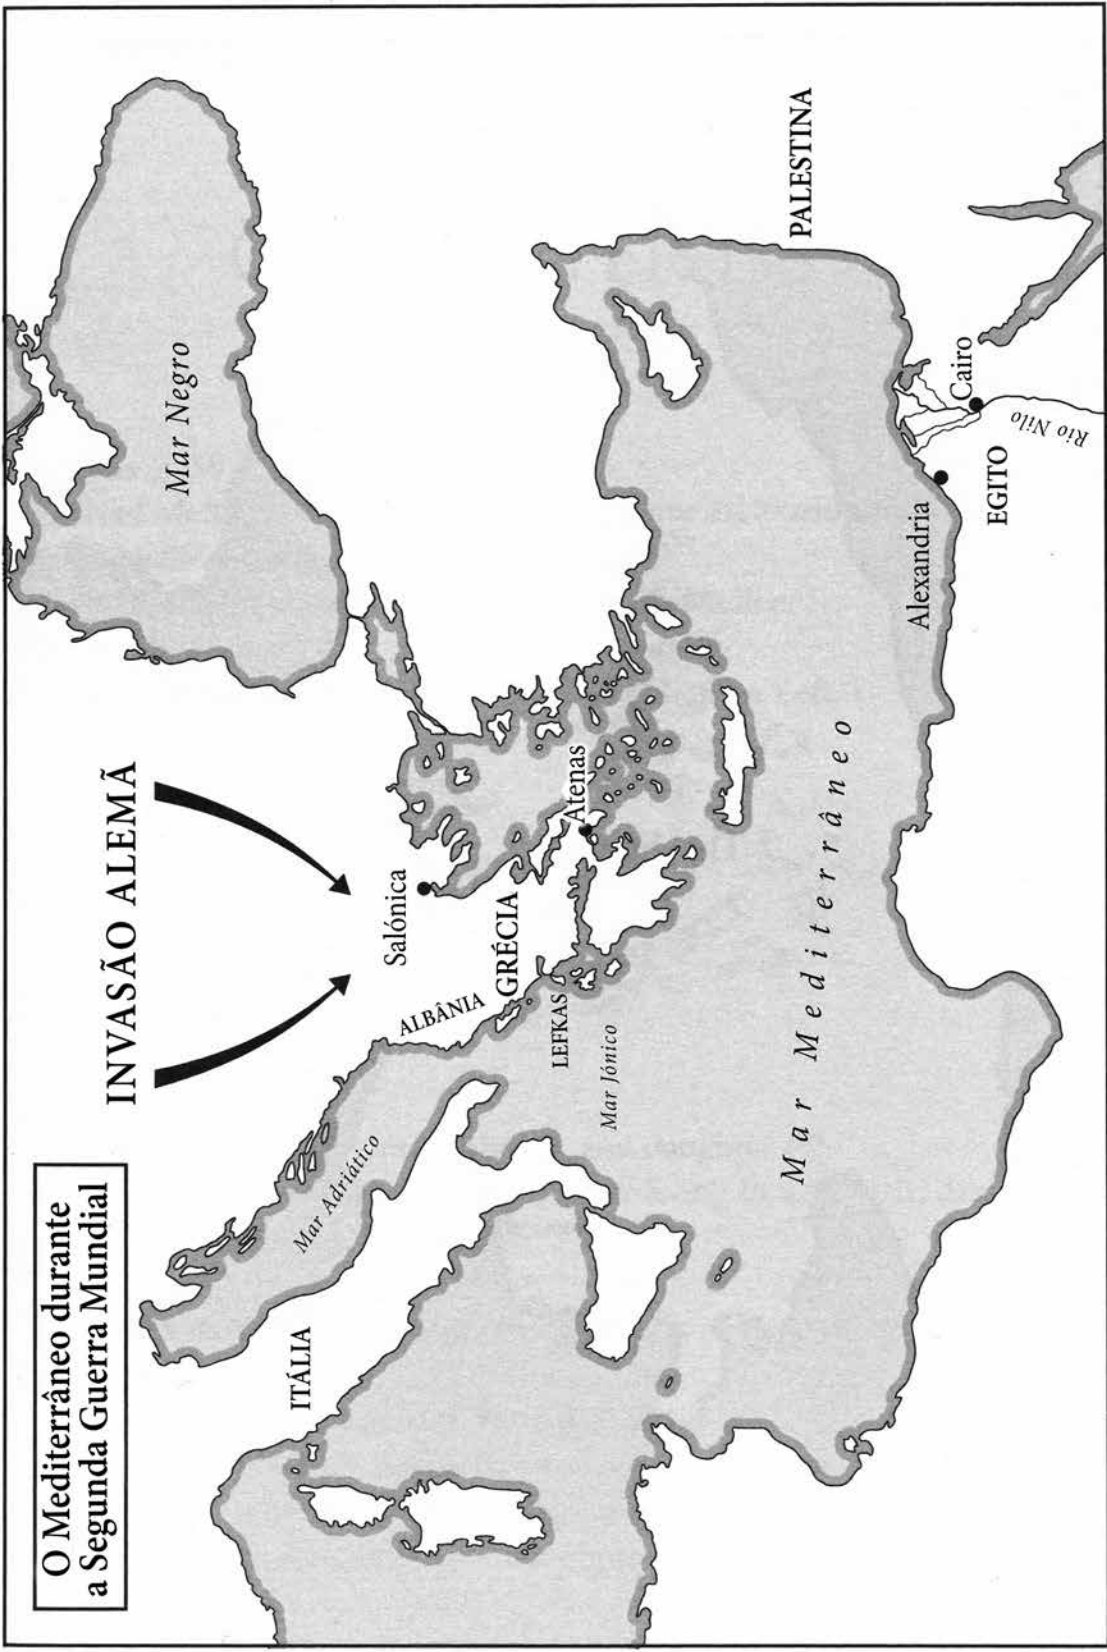 O Mediterrâneo durante
a Segunda Guerra Mundial
INVASÃO ALEMÃ
Mar Negro
Mar Adriático
ITÁLIA
ALBÂNIA
Salónica
GRÉCIA
LEFKAS
Atenas
Mar Jónico
Mar Mediterrâneo
PALESTINA
Alexandria
Cairo
EGITO
Rio Nilo